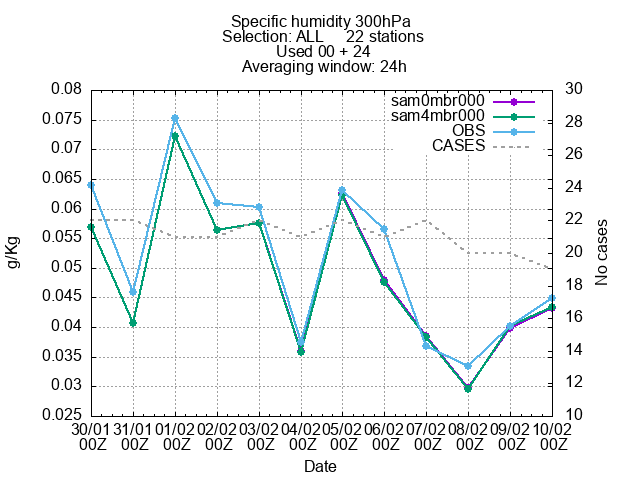 Specific humidity 300hPa
Selection: ALL 22 stations
Used 00 + 24
Averaging window: 24h
0.08
0.075
0.07
0.065
0.06
0.055
0.05
0.045
0.04
0.035
0.03
0.025
g/Kg
sam0mbr000
sam4mbr000
OBS
CASES
30
28
26
24
22
20
18
16
14
12
10
No cases
30/01 31/01 01/02 02/02 03/02 04/02 05/02 06/02 07/02 08/02 09/02 10/02
00Z 00Z 00Z 00Z 00Z 00Z 00Z 00Z 00Z 00Z 00Z 00Z
Date